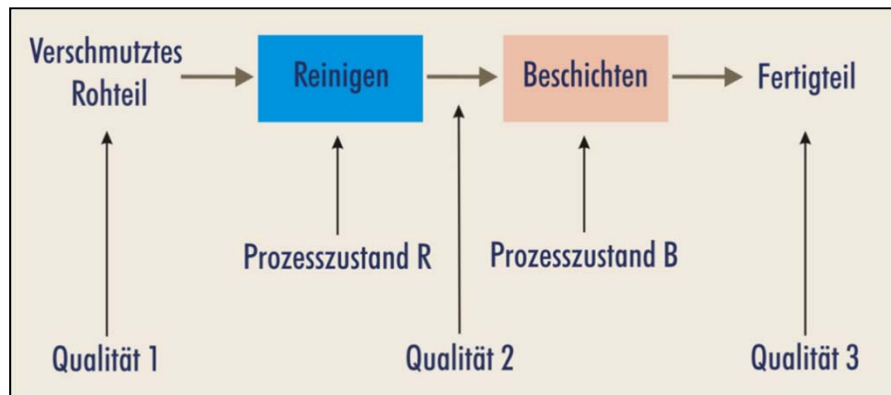 Verschmutztes
Rohteil
Reinigen
Beschichten
Fertigteil
Prozesszustand R
Prozesszustand B
Qualität 1
Qualität 2
Qualität 3